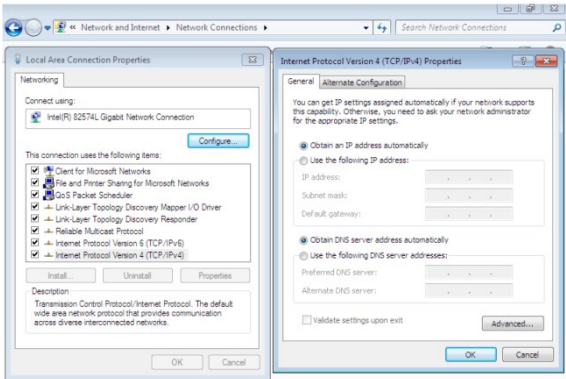 « Network and Internet ▸ Network Connections ▸
Search Network Connections
Local Area Connection Properties
Networking
Connect using:
Intel(R) 82574L Gigabit Network Connection
Configure...
This connection uses the following items:
Client for Microsoft Networks
File and Printer Sharing for Microsoft Networks
QoS Packet Scheduler
Link-Layer Topology Discovery Mapper I/O Driver
Link-Layer Topology Discovery Responder
Reliable Multicast Protocol
Internet Protocol Version 6 (TCP/IPv6)
Internet Protocol Version 4 (TCP/IPv4)
Install...
Uninstall
Properties
Description
Transmission Control Protocol/Internet Protocol. The default
wide area network protocol that provides communication
across diverse interconnected networks.
OK
Cancel
Internet Protocol Version 4 (TCP/IPv4) Properties
General
Alternate Configuration
You can get IP settings assigned automatically if your network supports
this capability. Otherwise, you need to ask your network administrator
for the appropriate IP settings.
Obtain an IP address automatically
Use the following IP address:
IP address:
Subnet mask:
Default gateway:
Obtain DNS server address automatically
Use the following DNS server addresses:
Preferred DNS server:
Alternate DNS server:
Validate settings upon exit
Advanced...
OK
Cancel